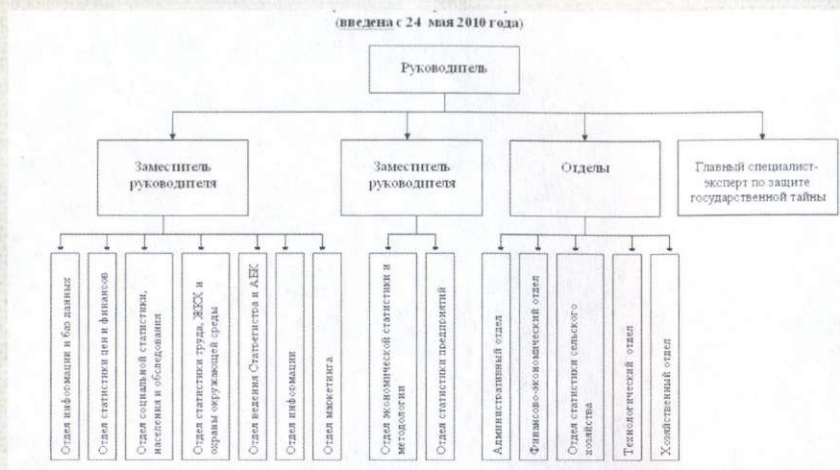 (введена с 24 мая 2010 года)
Руководитель
Заместитель
руководителя
Заместитель
руководителя
Отделы
Главный специалист-
эксперт по защите
государственной тайны
Отдел информации и баз данных
Отдел статистики цен и финансов
Отдел социальной статистики,
населения и обследования
Отдел статистики труда, ЖКХ и
охраны окружающей среды
Отдел ведения Статрегистра и АБК
Отдел информации
Отдел маркетинга
Отдел экономической статистики и
методологии
Отдел статистики предприятий
Административный отдел
Финансово-экономический отдел
Отдел статистики сельского
хозяйства
Технологический отдел
Хозяйственный отдел